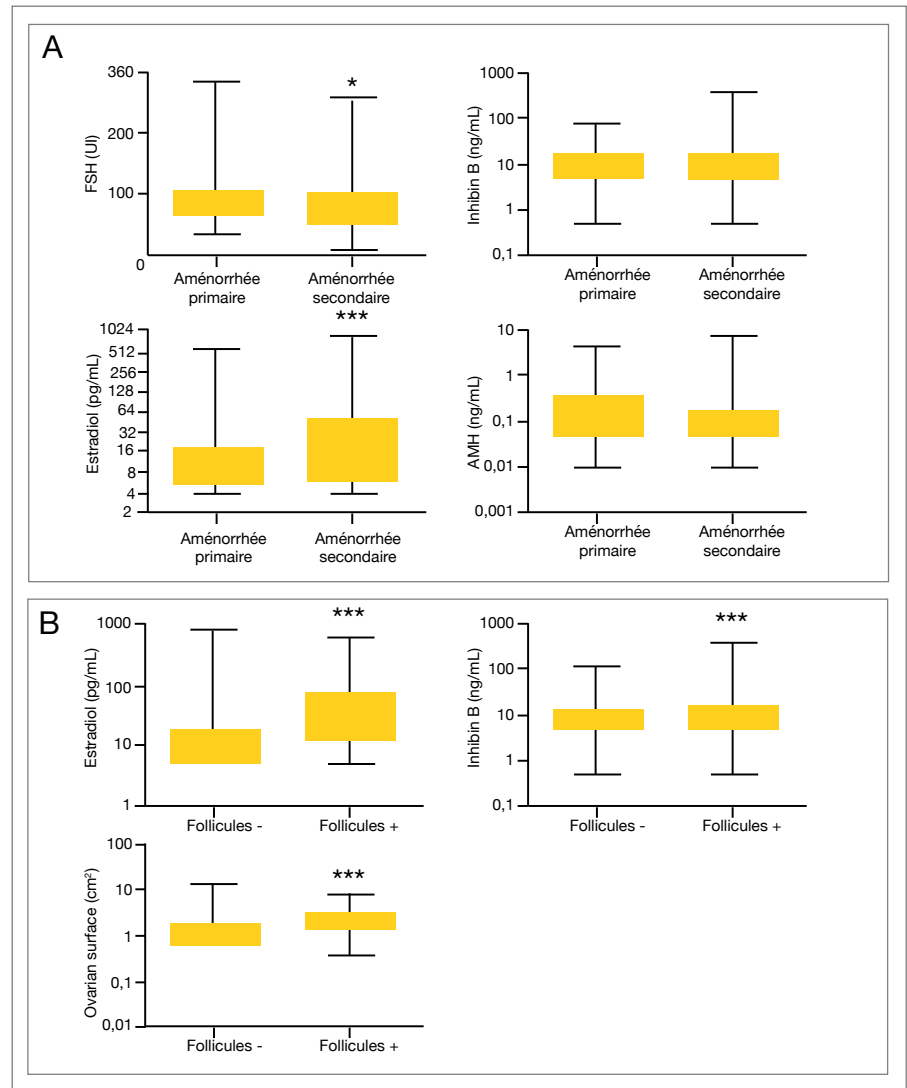 A
FSH (UI)
360
200
100
0
*
Aménorrhée
primaire
Aménorrhée
secondaire
Inhibin B (ng/mL)
1000
100
10
1
0,1
Aménorrhée
primaire
Aménorrhée
secondaire
Estradiol (pg/mL)
1024
512
256
128
64
32
16
8
4
2
***
Aménorrhée
primaire
Aménorrhée
secondaire
AMH (ng/mL)
10
1
0,1
0,01
0,001
Aménorrhée
primaire
Aménorrhée
secondaire
B
Estradiol (pg/mL)
1000
100
10
1
***
Follicules -
Follicules +
Inhibin B (ng/mL)
1000
100
10
1
0,1
***
Follicules -
Follicules +
Ovarian surface (cm²)
100
10
1
0,1
0,01
***
Follicules -
Follicules +